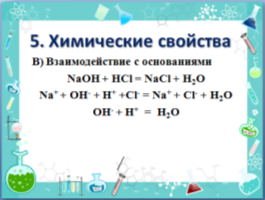 5. Химические свойства
В) Взаимодействие с основаниями
NaOH + HCl = NaCl + H₂O
Na⁺ + OH⁻ + H⁺ +Cl⁻ = Na⁺ + Cl⁻ + H₂O
OH⁻ + H⁺ = H₂O